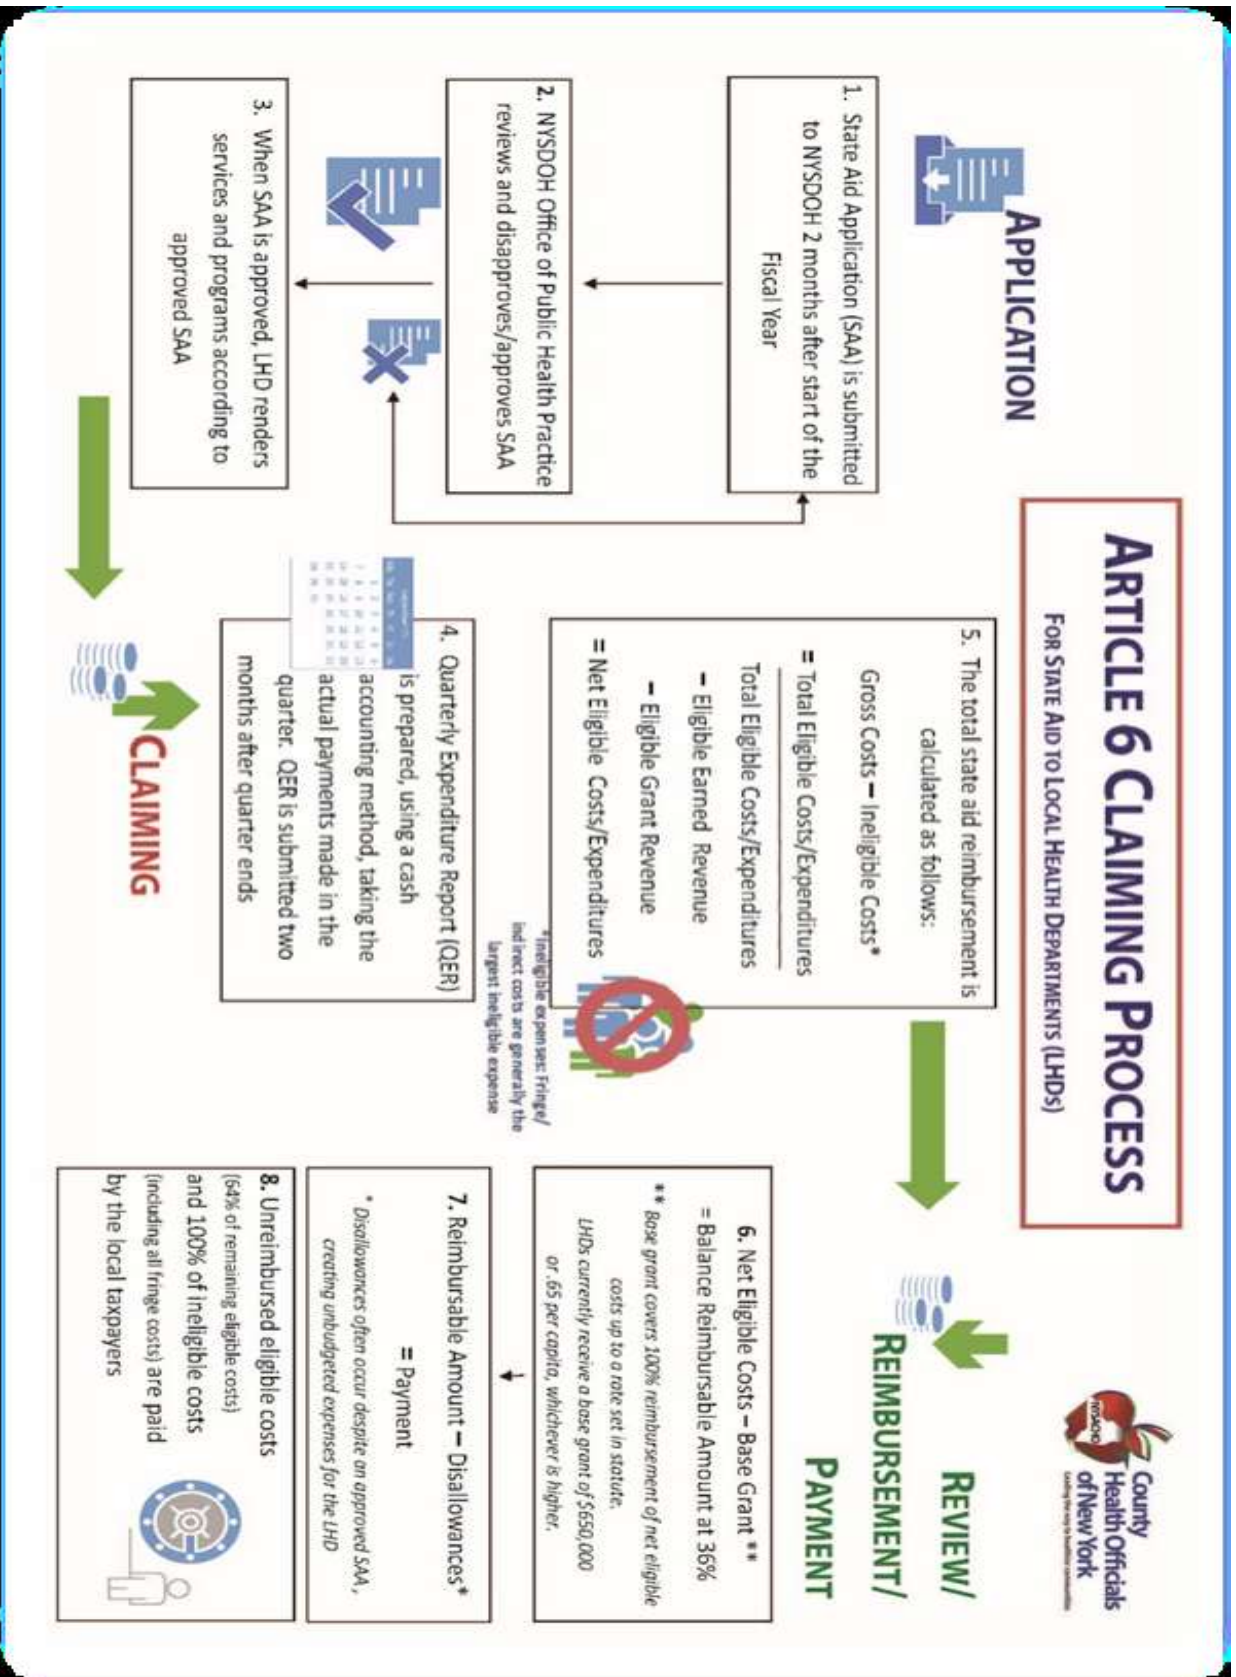 ARTICLE 6 CLAIMING PROCESS
FOR STATE AID TO LOCAL HEALTH DEPARTMENTS (LHDS)
NYSACHO
County
Health Officials
of New York
Leading the way to healthier communities
APPLICATION
1. State Aid Application (SAA) is submitted
to NYSDOH 2 months after start of the
Fiscal Year
2. NYSDOH Office of Public Health Practice
reviews and disapproves/approves SAA
3. When SAA is approved, LHD renders
services and programs according to
approved SAA
5. The total state aid reimbursement is
calculated as follows:
Gross Costs – Ineligible Costs*
= Total Eligible Costs/Expenditures
Total Eligible Costs/Expenditures
– Eligible Earned Revenue
– Eligible Grant Revenue
= Net Eligible Costs/Expenditures
*Ineligible expenses: Fringe/
indirect costs are generally the
largest ineligible expense
4. Quarterly Expenditure Report (QER)
is prepared, using a cash
accounting method, taking the
actual payments made in the
quarter. QER is submitted two
months after quarter ends
CLAIMING
REVIEW/
REIMBURSEMENT/
PAYMENT
6. Net Eligible Costs – Base Grant **
= Balance Reimbursable Amount at 36%
** Base grant covers 100% reimbursement of net eligible
costs up to a rate set in statute.
LHDs currently receive a base grant of $650,000
or .65 per capita, whichever is higher.
7. Reimbursable Amount – Disallowances*
= Payment
* Disallowances often occur despite an approved SAA,
creating unbudgeted expenses for the LHD
8. Unreimbursed eligible costs
(64% of remaining eligible costs)
and 100% of ineligible costs
(including all fringe costs) are paid
by the local taxpayers